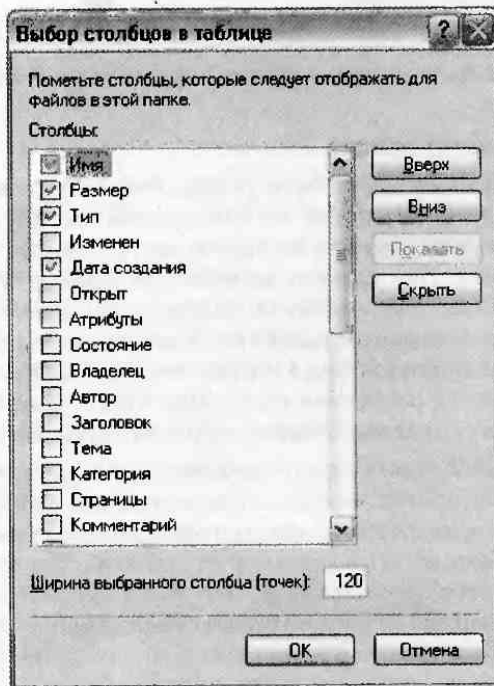 Выбор столбцов в таблице
Пометьте столбцы, которые следует отображать для
файлов в этой папке.
Столбцы:
Имя
Размер
Тип
Изменен
Дата создания
Открыт
Атрибуты
Состояние
Владелец
Автор
Заголовок
Тема
Категория
Страницы
Комментарий
Вверх
Вниз
Показать
Скрыть
Ширина выбранного столбца (точек): 120
ОК
Отмена